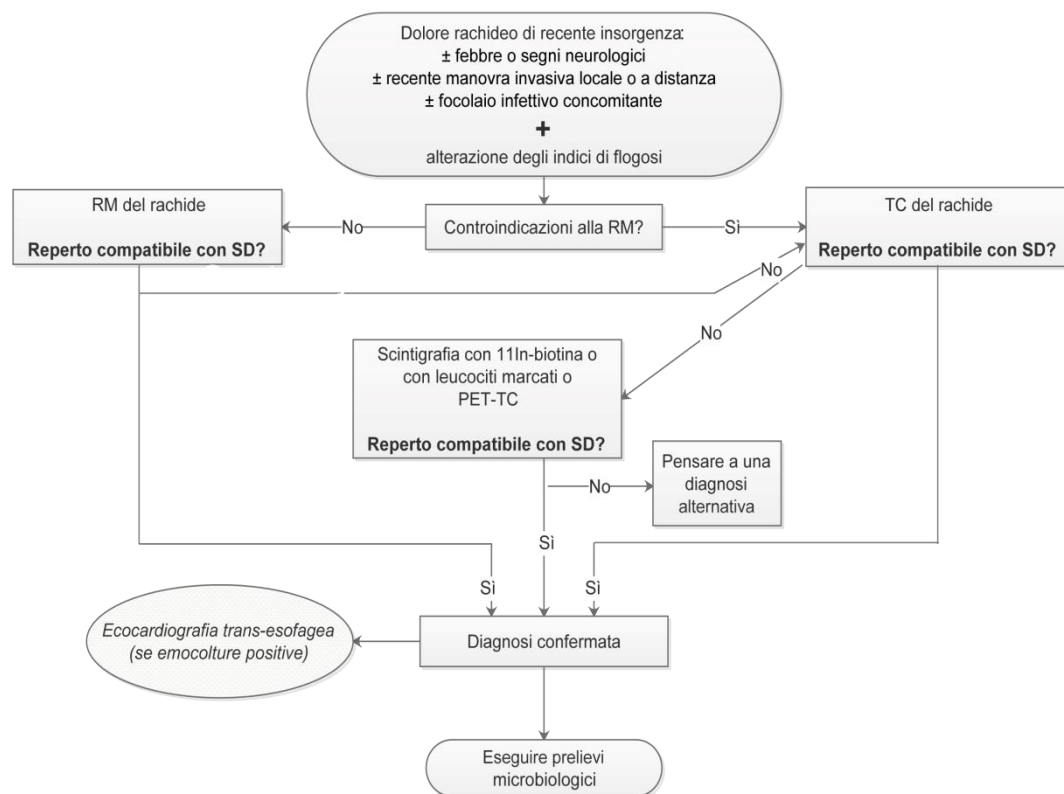 Dolore rachideo di recente insorgenza:
± febbre o segni neurologici
± recente manovra invasiva locale o a distanza
± focolaio infettivo concomitante
+
alterazione degli indici di flogosi
RM del rachide
Reperto compatibile con SD?
No
Controindicazioni alla RM?
Sì
TC del rachide
Reperto compatibile con SD?
No
No
Scintigrafia con 11In-biotina o
con leucociti marcati o
PET-TC
Reperto compatibile con SD?
No
Pensare a una
diagnosi
alternativa
Sì
Sì
Sì
Ecocardiografia trans-esofagea
(se emocolture positive)
Diagnosi confermata
Eseguire prelievi
microbiologici